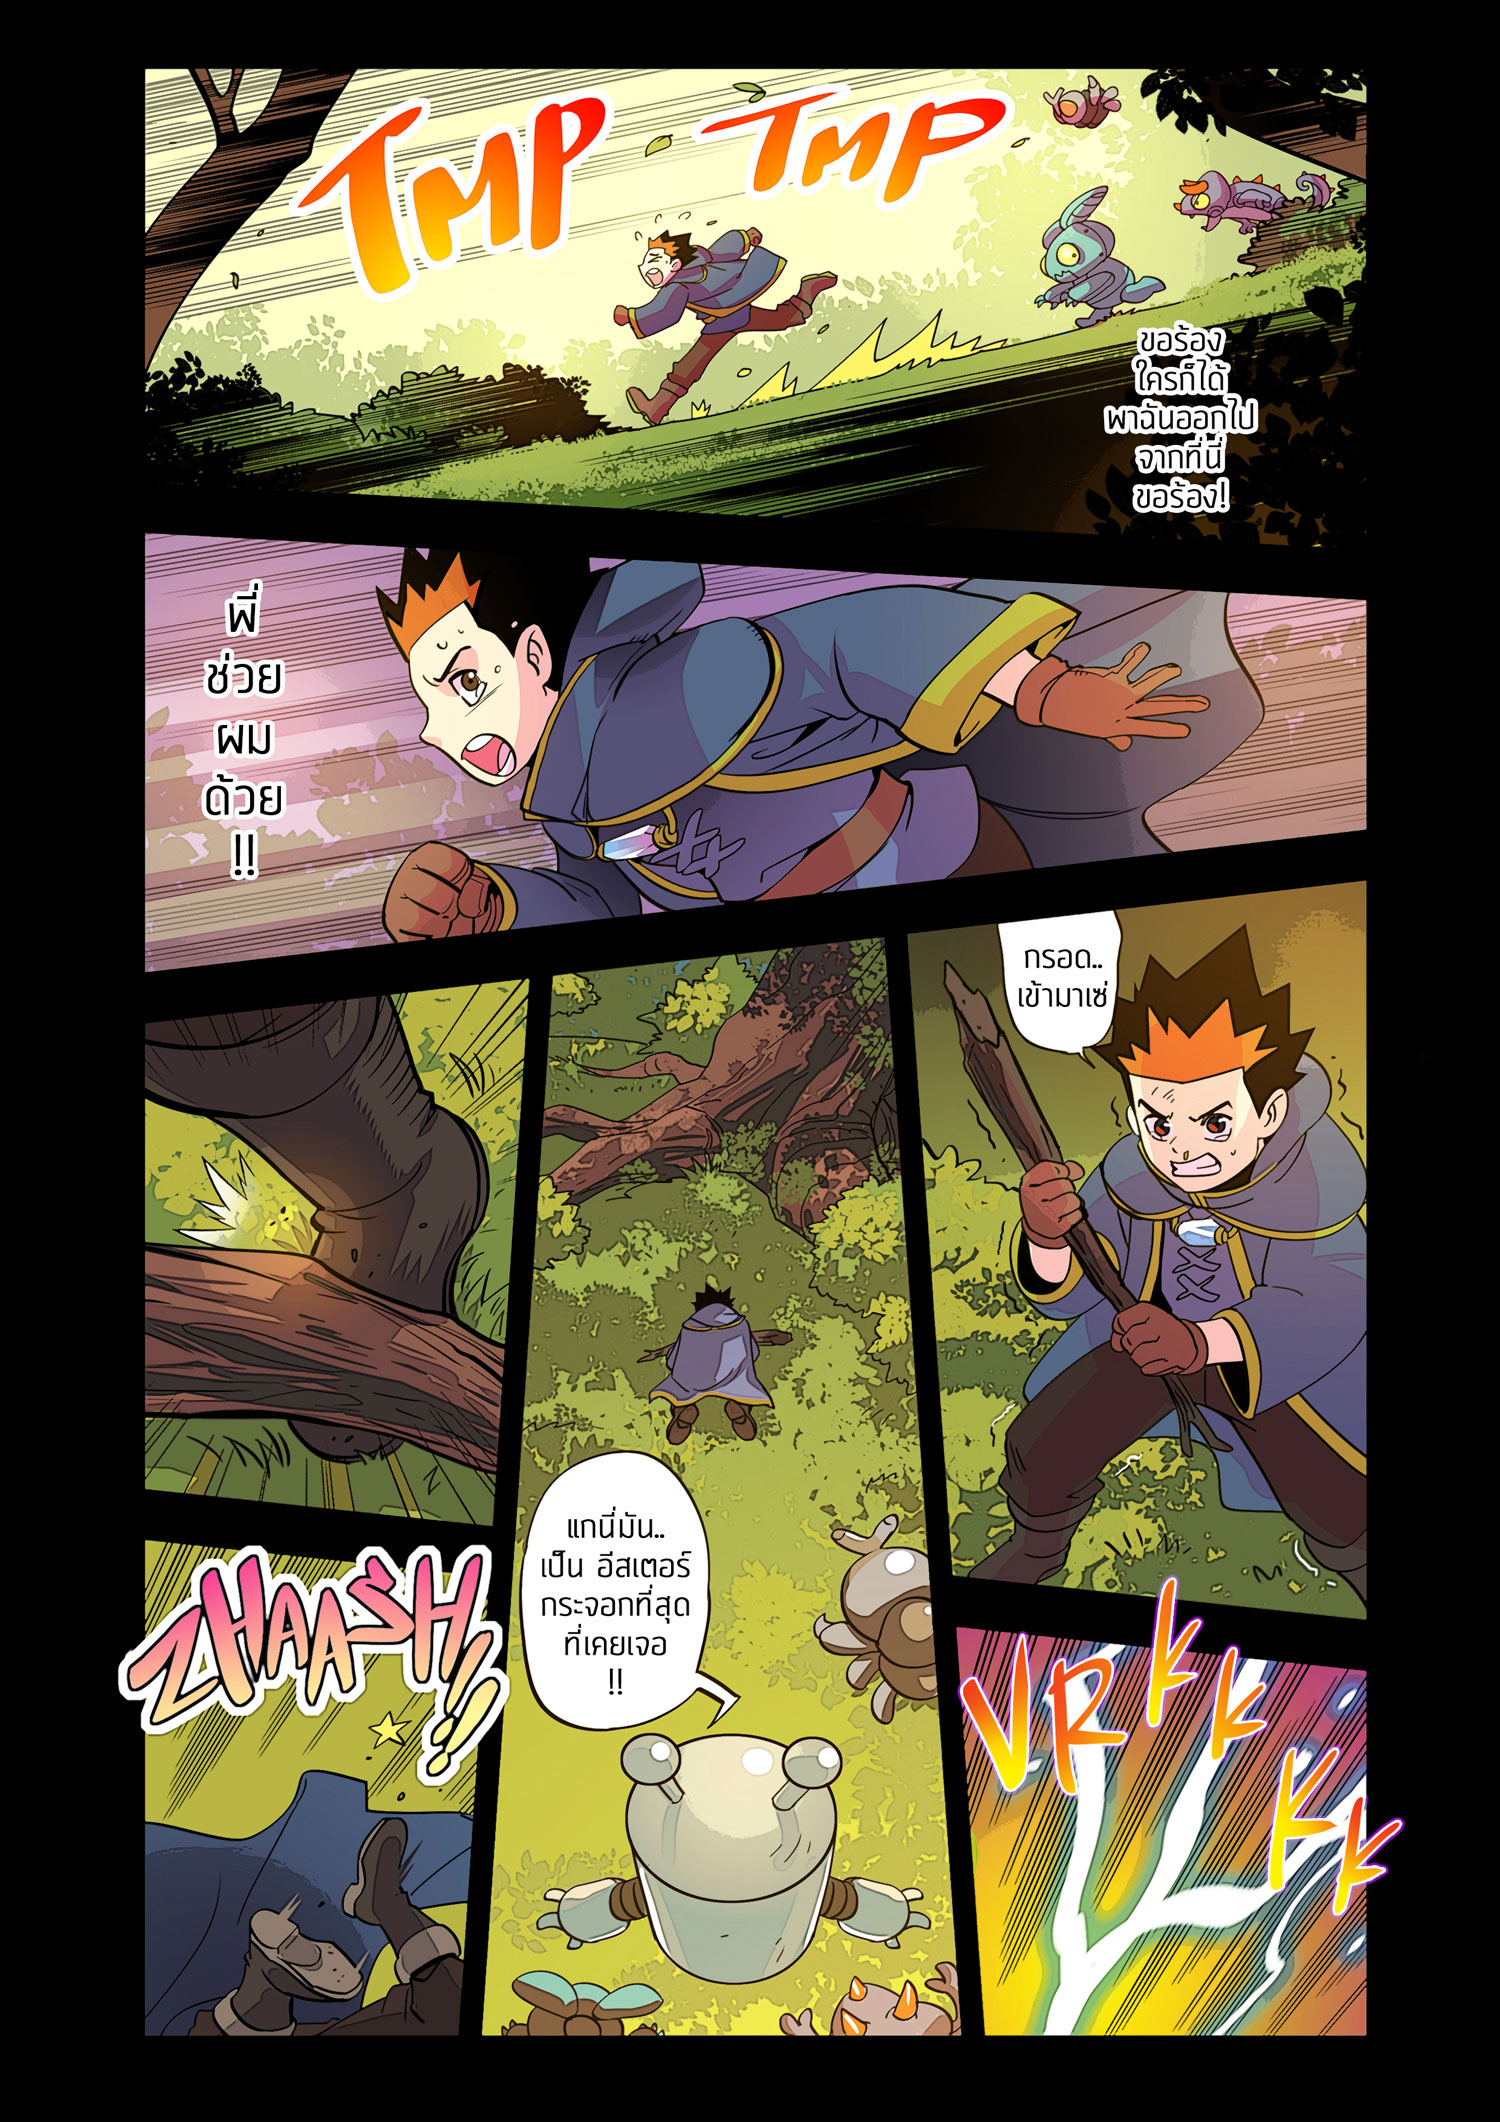 TMP TMP
ขอร้อง
ใครก็ได้
พาฉันออกไป
จากที่นี่
ขอร้อง!
พี่
ช่วย
ผม
ด้วย
!!
กรอด..
เข้ามาเซ่
แกนี่มัน..
เป็น อีสเตอร์
กระจอกที่สุด
ที่เคยเจอ
!!
ZHAASH!!
VRKKKK